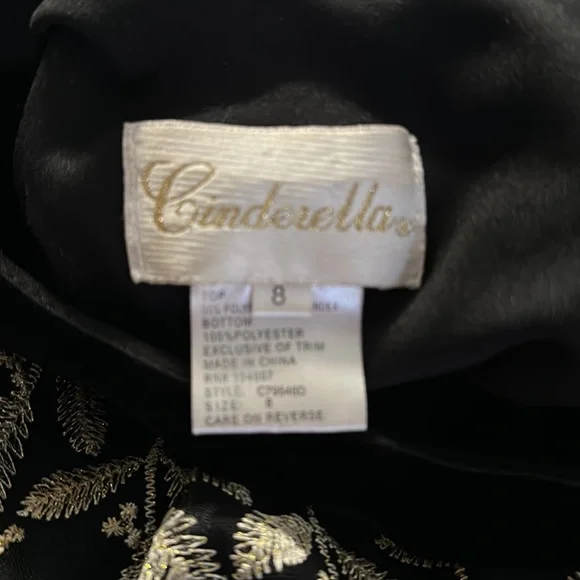 Cinderella®
8
TOP
BOTTOM
100%POLYESTER
EXCLUSIVE OF TRIM
MADE IN CHINA
STYLE:
SIZE: 8
CARE ON REVERSE